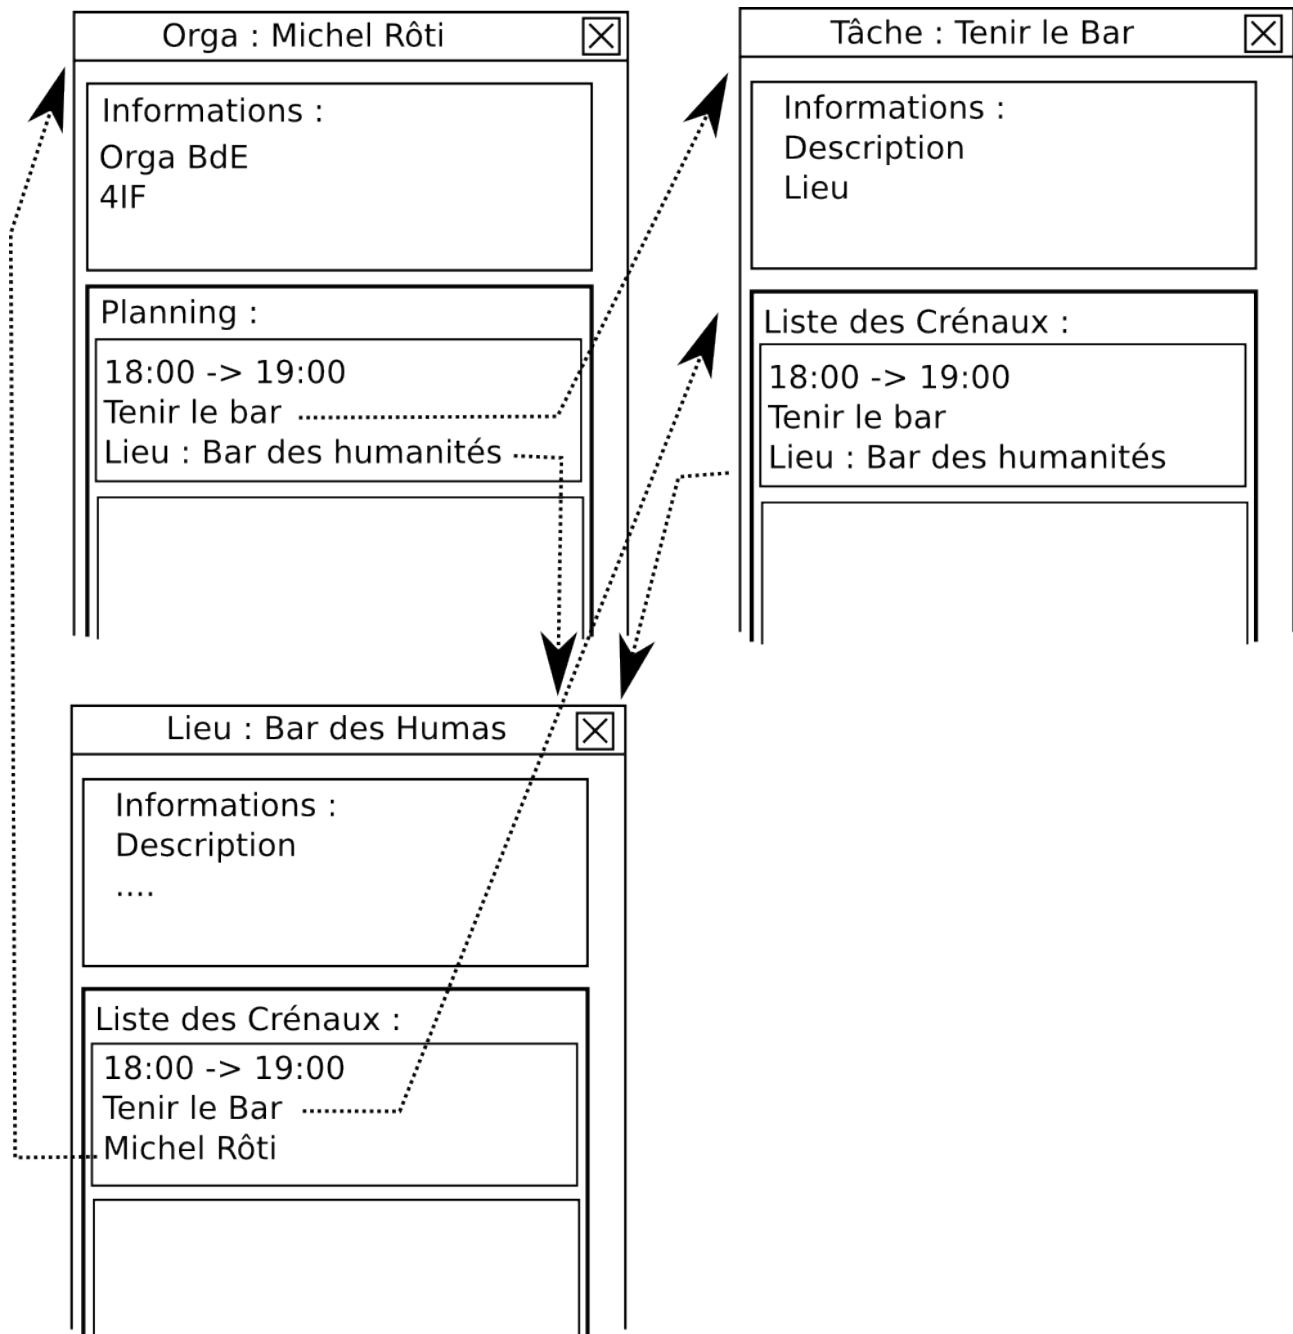 Orga : Michel Rôti
Informations :
Orga BdE
4IF
Planning :
18:00 -> 19:00
Tenir le bar
Lieu : Bar des humanités
Tâche : Tenir le Bar
Informations :
Description
Lieu
Liste des Crénaux :
18:00 -> 19:00
Tenir le bar
Lieu : Bar des humanités
Lieu : Bar des Humas
Informations :
Description
....
Liste des Crénaux :
18:00 -> 19:00
Tenir le Bar
Michel Rôti